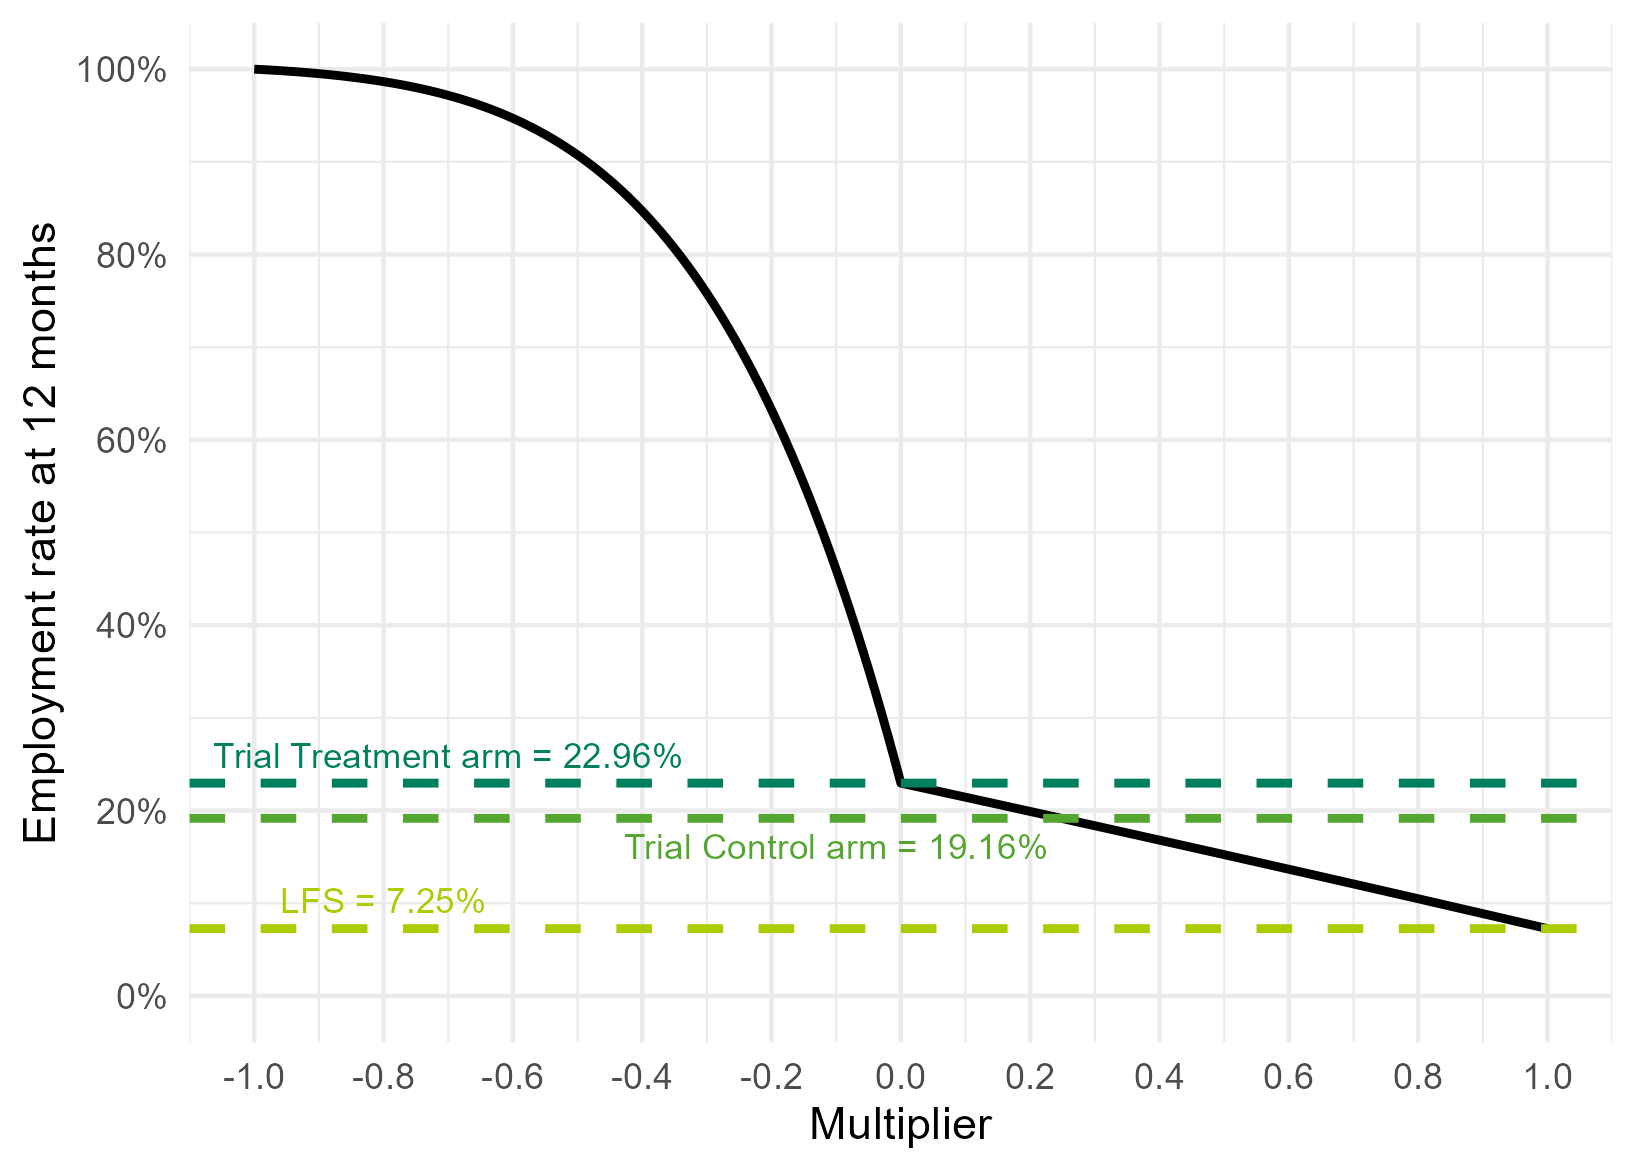 Employment rate at 12 months
100%
80%
60%
40%
20%
0%
Trial Treatment arm = 22.96%
Trial Control arm = 19.16%
LFS = 7.25%
-1.0 -0.8 -0.6 -0.4 -0.2 0.0 0.2 0.4 0.6 0.8 1.0
Multiplier